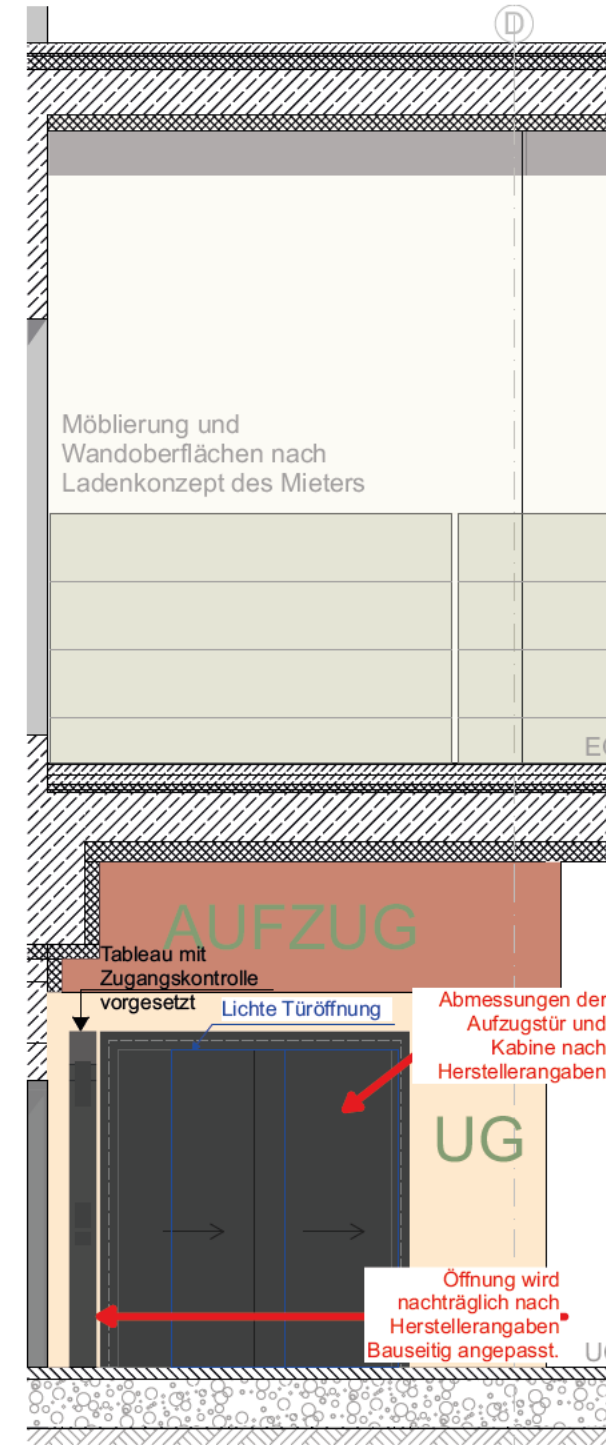 D
Möblierung und
Wandoberflächen nach
Ladenkonzept des Mieters
AUFZUG
Tableau mit
Zugangskontrolle
vorgesetzt
Lichte Türöffnung
Abmessungen der
Aufzugstür und
Kabine nach
Herstellerangaben
UG
Öffnung wird
nachträglich nach
Herstellerangaben
Bauseitig angepasst.